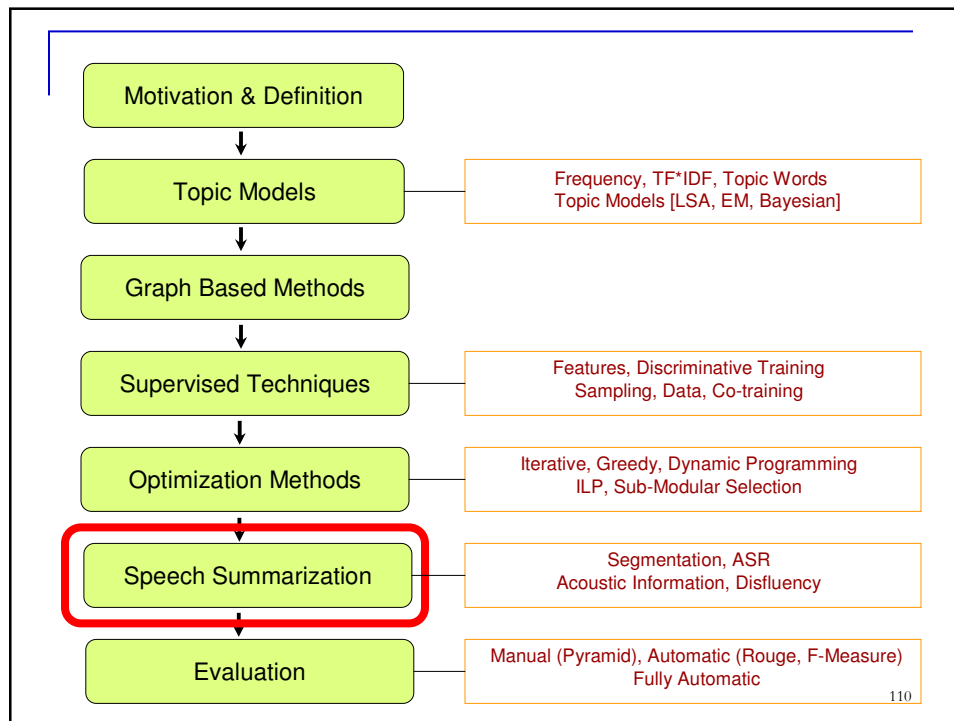 Motivation & Definition
Topic Models
Frequency, TF*IDF, Topic Words
Topic Models [LSA, EM, Bayesian]
Graph Based Methods
Supervised Techniques
Features, Discriminative Training
Sampling, Data, Co-training
Optimization Methods
Iterative, Greedy, Dynamic Programming
ILP, Sub-Modular Selection
Speech Summarization
Segmentation, ASR
Acoustic Information, Disfluency
Evaluation
Manual (Pyramid), Automatic (Rouge, F-Measure)
Fully Automatic
110